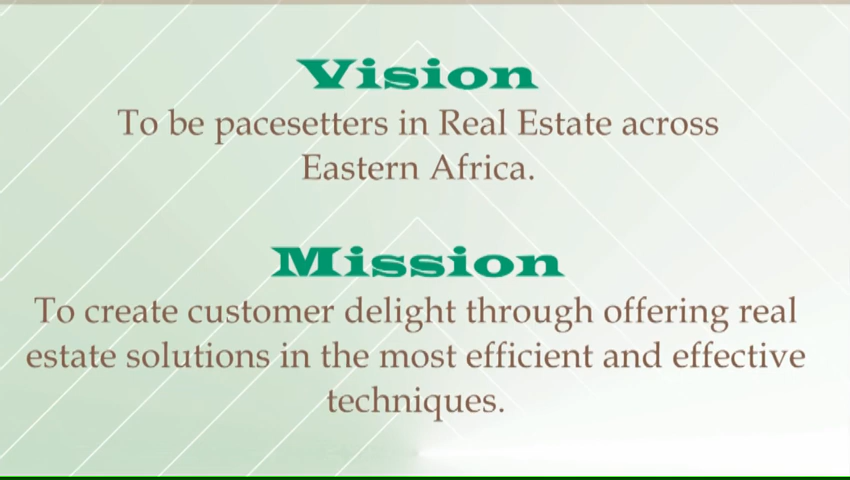 Vision
To be pacesetters in Real Estate across
Eastern Africa.
Mission
To create customer delight through offering real
estate solutions in the most efficient and effective
techniques.